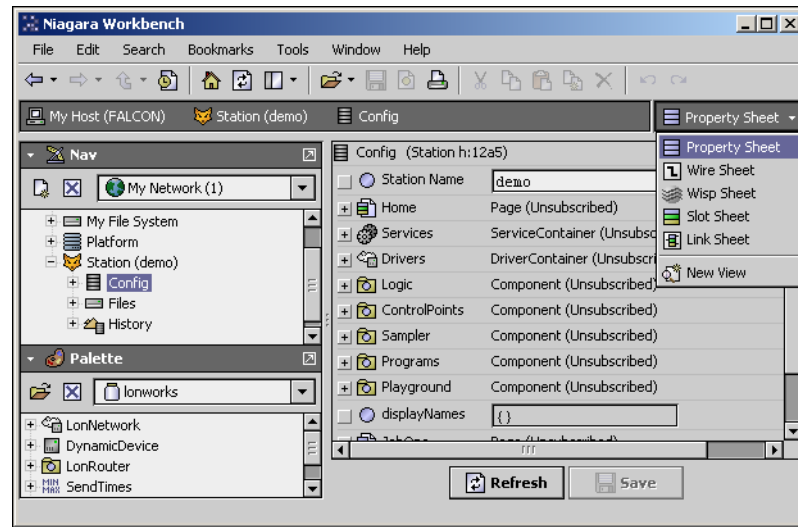 Niagara Workbench
File Edit Search Bookmarks Tools Window Help
My Host (FALCON) Station (demo) Config Property Sheet
Nav
My Network (1)
My File System
Platform
Station (demo)
Config
Files
History
Palette
lonworks
LonNetwork
DynamicDevice
LonRouter
MIN MAX SendTimes
Config (Station h:12a5)
Station Name demo
Home Page (Unsubscribed)
Services ServiceContainer (Unsubsc
Drivers DriverContainer (Unsubscri
Logic Component (Unsubscribed)
ControlPoints Component (Unsubscribed)
Sampler Component (Unsubscribed)
Programs Component (Unsubscribed)
Playground Component (Unsubscribed)
displayNames {}
Property Sheet
Wire Sheet
Wisp Sheet
Slot Sheet
Link Sheet
New View
Refresh Save